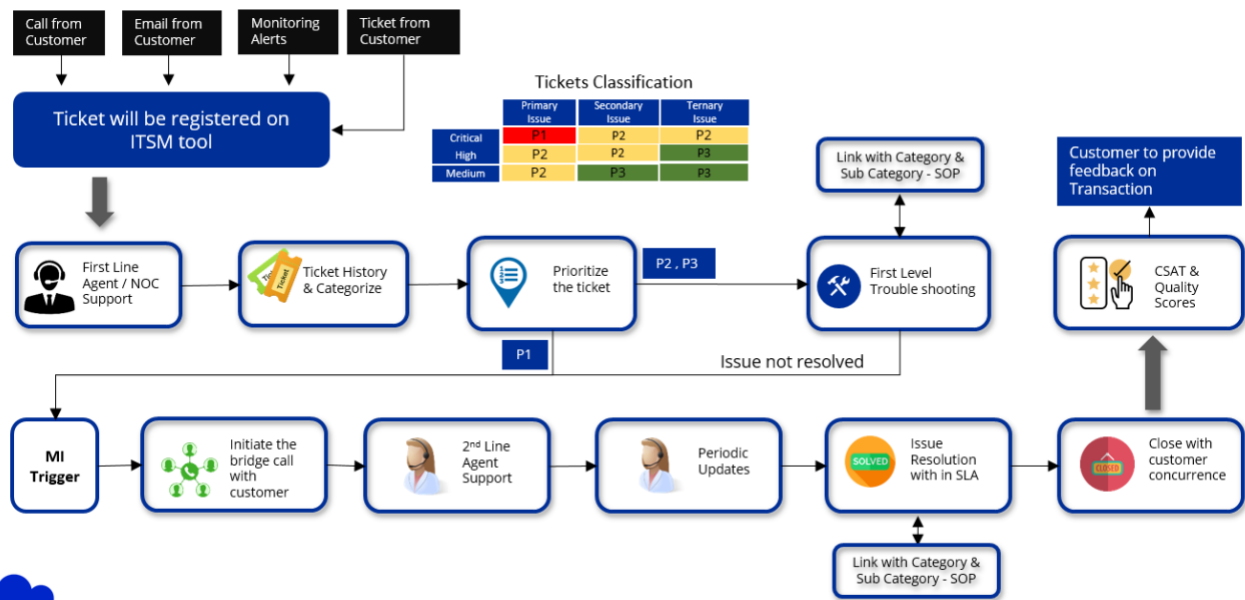 Call from
Customer
Email from
Customer
Monitoring
Alerts
Ticket from
Customer
Ticket will be registered on
ITSM tool
Tickets Classification
Primary
Issue
Secondary
Issue
Ternary
Issue
Critical
P1
P2
P2
High
P2
P2
P3
Medium
P2
P3
P3
Link with Category &
Sub Category - SOP
Customer to provide
feedback on
Transaction
First Line
Agent / NOC
Support
Ticket
Ticket History
& Categorize
Prioritize
the ticket
P2 , P3
First Level
Trouble shooting
CSAT &
Quality
Scores
P1
Issue not resolved
MI
Trigger
Initiate the
bridge call
with
customer
2nd Line
Agent
Support
Periodic
Updates
SOLVED
Issue
Resolution
with in SLA
CLOSED
Close with
customer
concurrence
Link with Category &
Sub Category - SOP